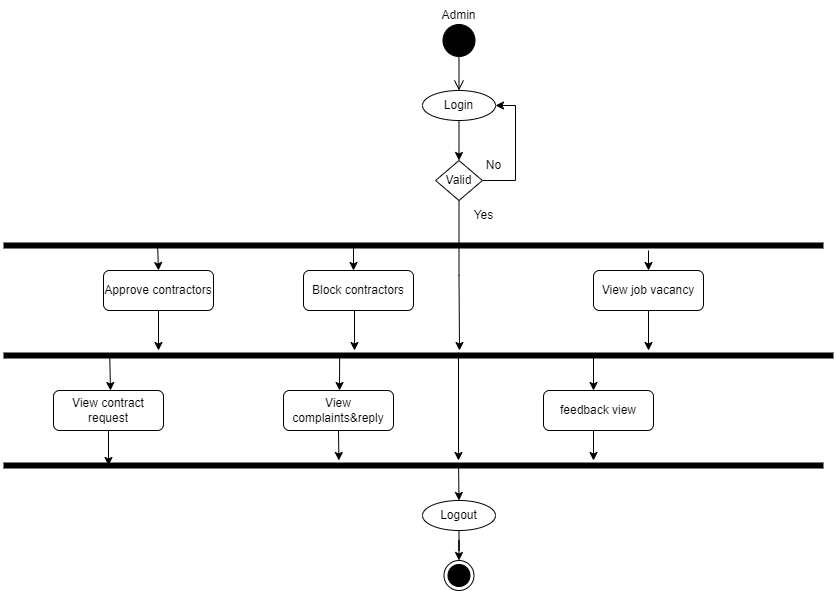 Admin
Login
No
Valid
Yes
Approve contractors
Block contractors
View job vacancy
View contract
request
View
complaints&reply
feedback view
Logout